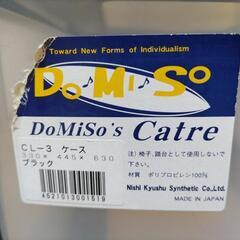 Toward New Forms of Individualism
DoMiSo
DoMiSo's Catre
CL-3 ケース
330× 445× 630
ブラック
4521013001519
注）椅子、踏台として使用しないで下さい。
材質 ポリプロピレン100%
Nishi Kyushu Synthetic Co.,Ltd.
MADE IN JAPAN